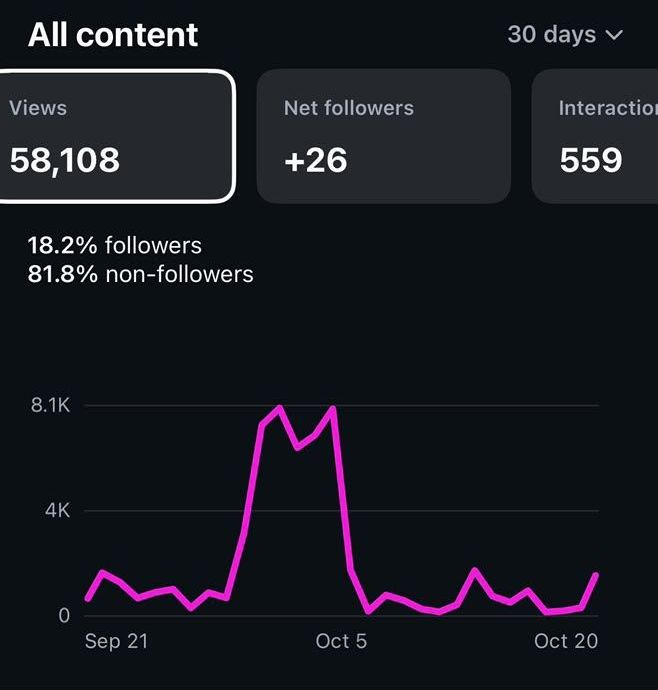 All content
30 days
Views
Net followers
Interaction
58,108
+26
559
18.2% followers
81.8% non-followers
8.1K
4K
0
Sep 21
Oct 5
Oct 20